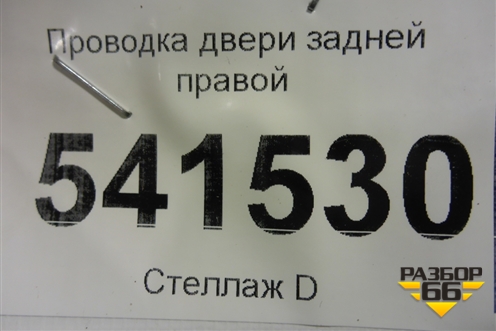 Проводка двери задней
правой
541530
Стеллаж D
РАЗБОР
66